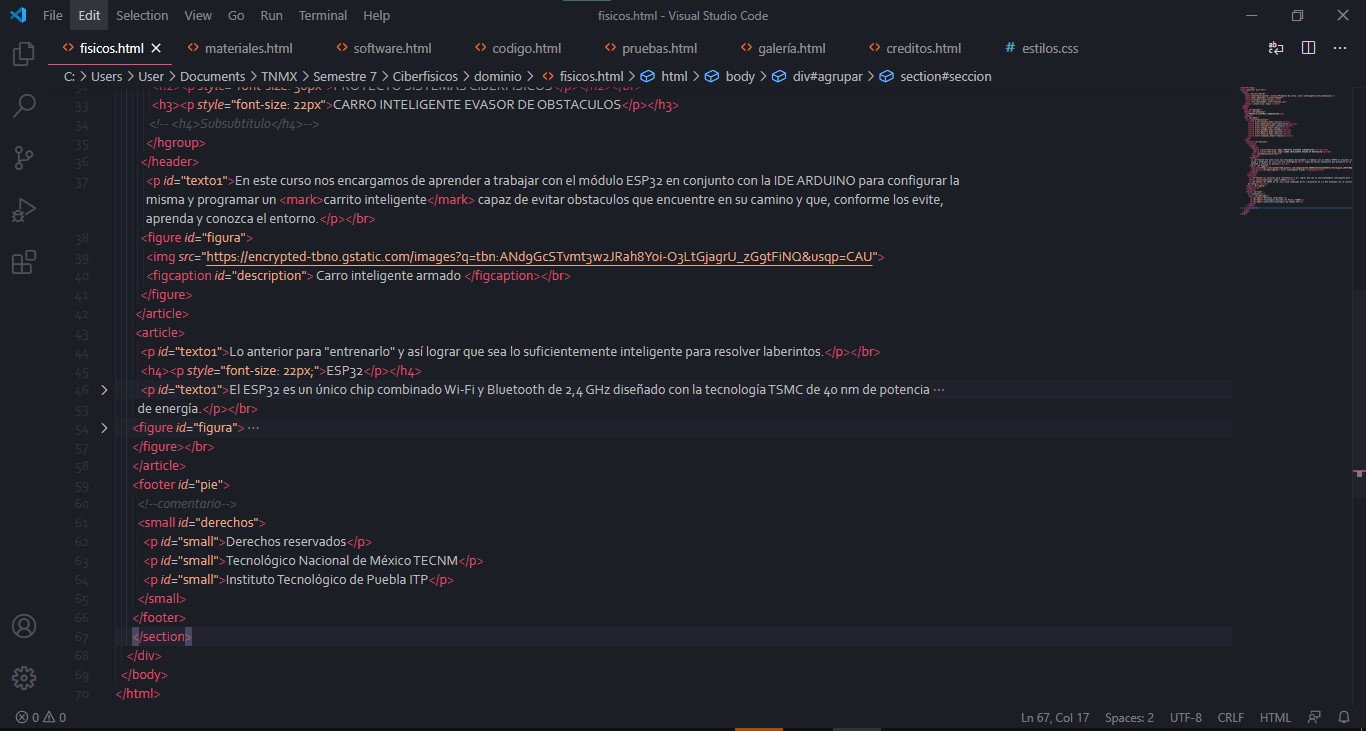 File Edit Selection View Go Run Terminal Help fisicos.html - Visual Studio Code
fisicos.html materiales.html software.html codigo.html pruebas.html galería.html creditos.html # estilos.css
C: > Users > User > Documents > TNMX > Semestre 7 > Ciberfisicos > dominio > fisicos.html > html > body > div#agrupar > section#seccion
32 <h2><p style="font-size: 30px">PROYECTO SISTEMAS CIBERFISICOS</p></h2></br>
33 <h3><p style="font-size: 22px">CARRO INTELIGENTE EVASOR DE OBSTACULOS</p></h3>
34 <!-- <h4>Subsubtitulo</h4>-->
35 </hgroup>
36 </header>
37 <p id="texto1">En este curso nos encargamos de aprender a trabajar con el módulo ESP32 en conjunto con la IDE ARDUINO para configurar la
misma y programar un <mark>carrito inteligente</mark> capaz de evitar obstaculos que encuentre en su camino y que, conforme los evite,
aprenda y conozca el entorno.</p></br>
38 <figure id="figura">
39 <img src="https://encrypted-tbn0.gstatic.com/images?q=tbn:ANd9GcSTvmt3w2JRah8Yoi-O3LtGjagrU_zG9tFiNQ&usqp=CAU">
40 <figcaption id="description"> Carro inteligente armado </figcaption></br>
41 </figure>
42 </article>
43 <article>
44 <p id="texto1">Lo anterior para "entrenarlo" y así lograr que sea lo suficientemente inteligente para resolver laberintos.</p></br>
45 <h4><p style="font-size: 22px;">ESP32</p></h4>
46 <p id="texto1">El ESP32 es un único chip combinado Wi-Fi y Bluetooth de 2,4 GHz diseñado con la tecnología TSMC de 40 nm de potencia ···
53 de energía.</p></br>
54 <figure id="figura"> ···
57 </figure></br>
58 </article>
59 <footer id="pie">
60 <!--comentario-->
61 <small id="derechos">
62 <p id="small">Derechos reservados</p>
63 <p id="small">Tecnológico Nacional de México TECNM</p>
64 <p id="small">Instituto Tecnológico de Puebla ITP</p>
65 </small>
66 </footer>
67 </section>
68 </div>
69 </body>
70 </html>
0 0 Ln 67, Col 17 Spaces: 2 UTF-8 CRLF HTML